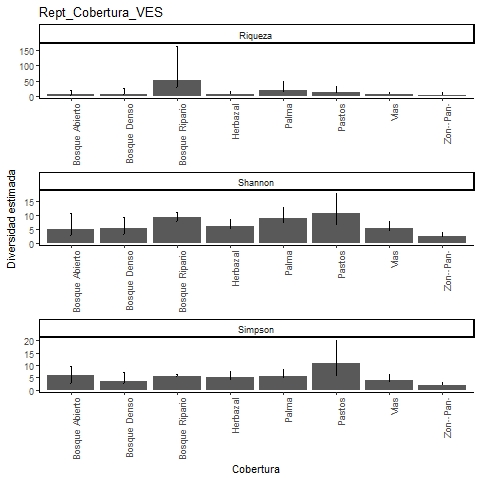 Rept_Cobertura_VES
Riqueza
150
100
50
0
Bosque Abierto
Bosque Denso
Bosque Ripario
Herbazal
Palma
Pastos
Vias
Zon--Pan-
Diversidad estimada
Shannon
15
10
5
0
Bosque Abierto
Bosque Denso
Bosque Ripario
Herbazal
Palma
Pastos
Vias
Zon--Pan-
Simpson
20
15
10
5
0
Bosque Abierto
Bosque Denso
Bosque Ripario
Herbazal
Palma
Pastos
Vias
Zon--Pan-
Cobertura